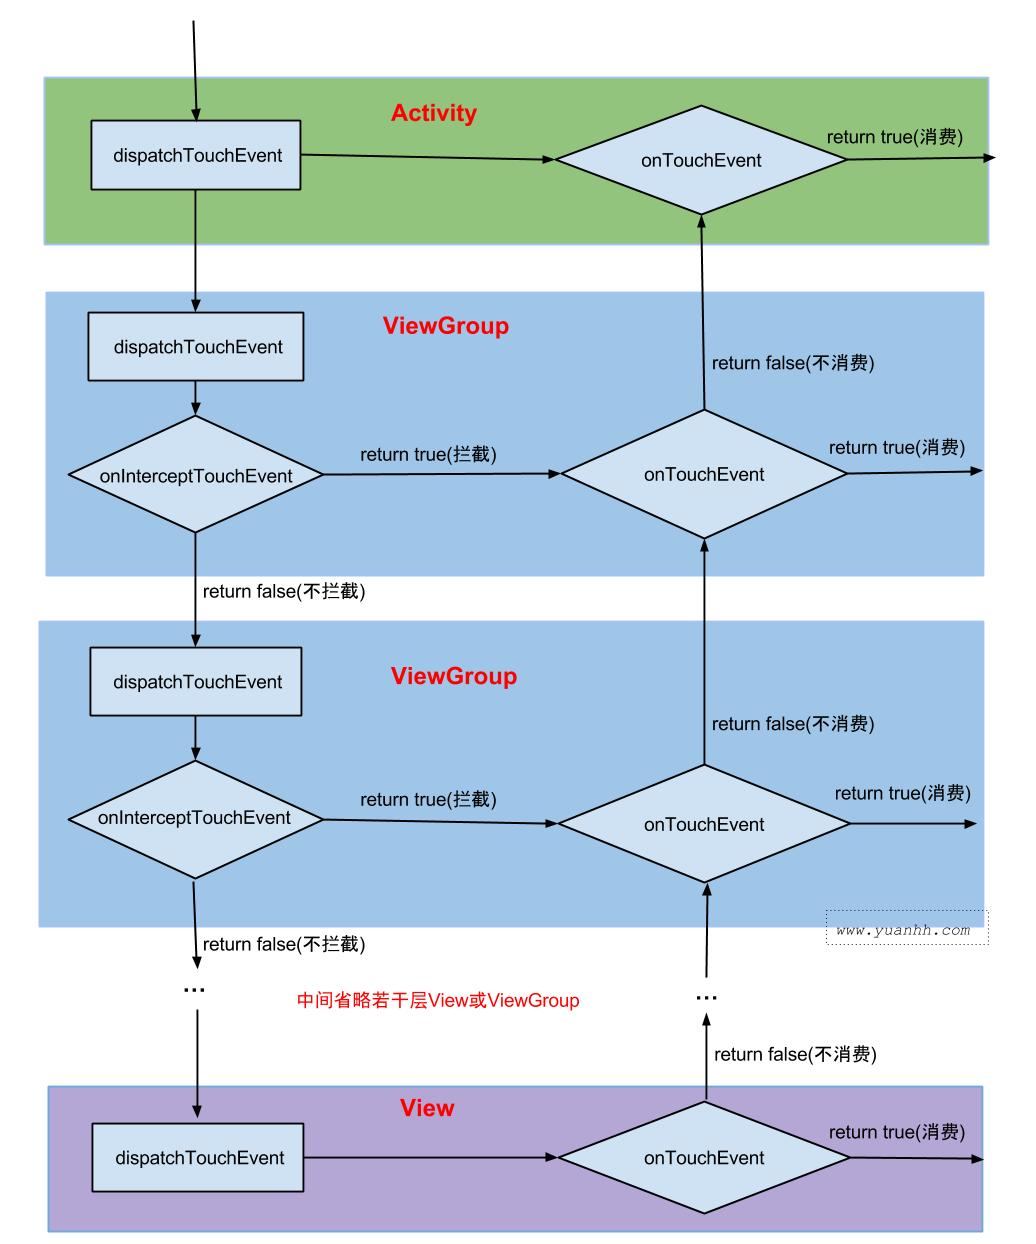 Activity
dispatchTouchEvent
onTouchEvent
return true(消费)
ViewGroup
dispatchTouchEvent
return false(不消费)
onInterceptTouchEvent
return true(拦截)
onTouchEvent
return true(消费)
return false(不拦截)
ViewGroup
dispatchTouchEvent
return false(不消费)
onInterceptTouchEvent
return true(拦截)
onTouchEvent
return true(消费)
www.yuanhh.com
return false(不拦截)
...
中间省略若干层View或ViewGroup
...
return false(不消费)
View
dispatchTouchEvent
onTouchEvent
return true(消费)